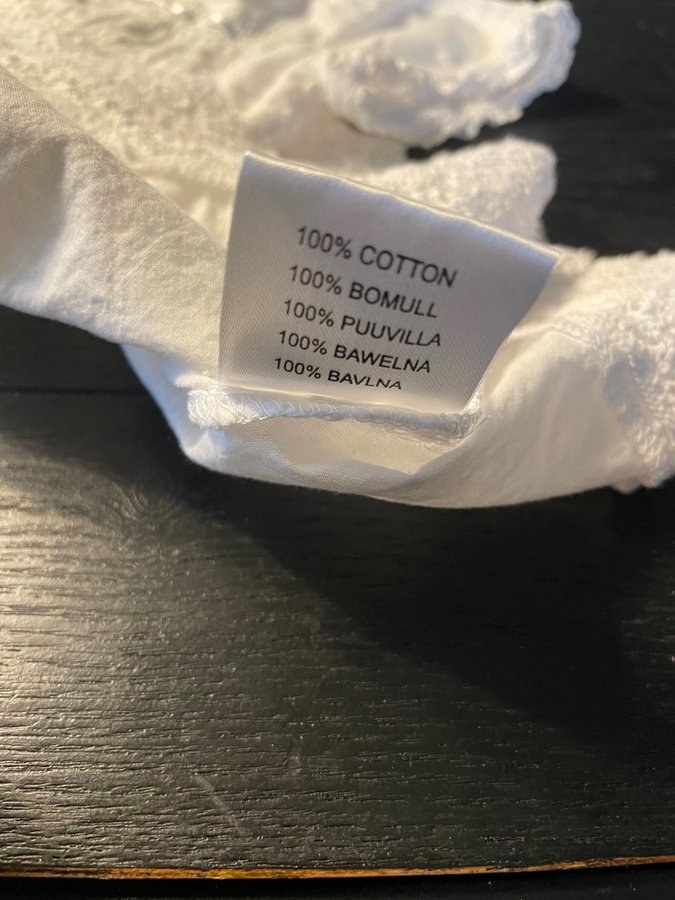 100% COTTON
100% BOMULL
100% PUUVILLA
100% BAWELNA
100% BAVLNA